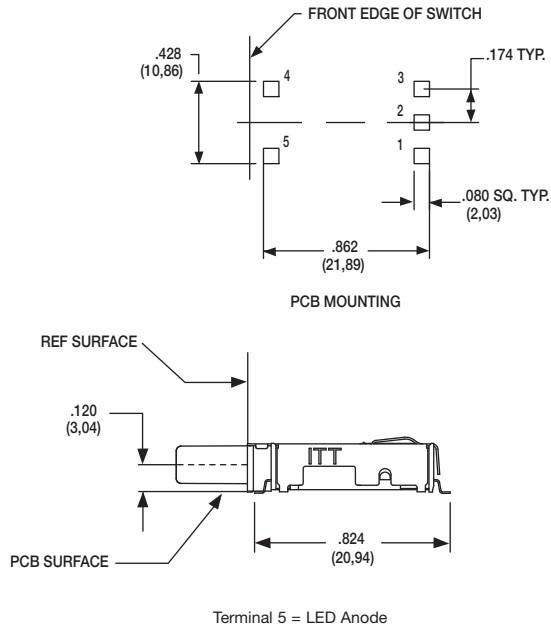 FRONT EDGE OF SWITCH
.428
(10,86)
4
3
.174 TYP.
2
5
1
.080 SQ. TYP.
(2,03)
.862
(21,89)
PCB MOUNTING
REF SURFACE
.120
(3,04)
ITT
.824
(20,94)
PCB SURFACE
Terminal 5 = LED Anode